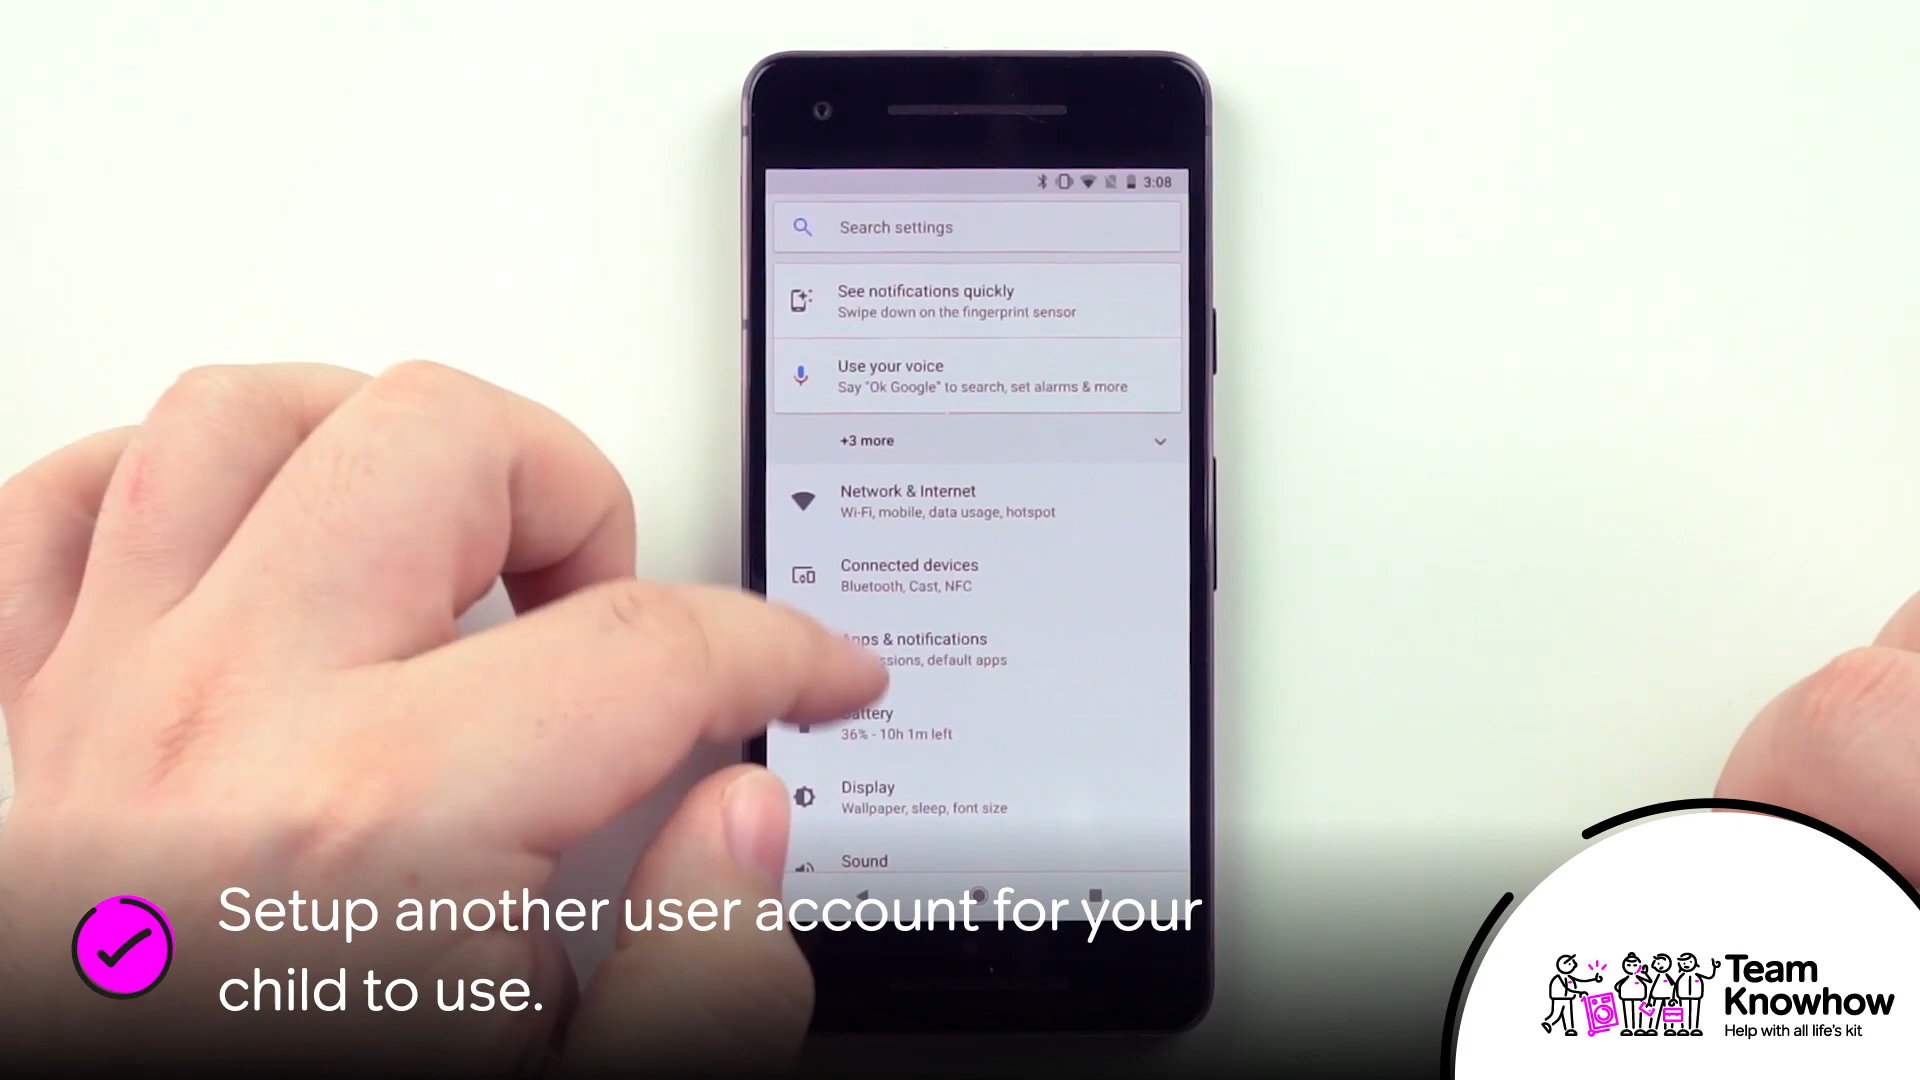 3:08
Search settings
See notifications quickly
Swipe down on the fingerprint sensor
Use your voice
Say "Ok Google" to search, set alarms & more
+3 more
Network & Internet
Wi-Fi, mobile, data usage, hotspot
Connected devices
Bluetooth, Cast, NFC
& notifications
default apps
Battery
36% - 10h 1m left
Display
Wallpaper, sleep, font size
Sound
Setup another user account for your
child to use.
Team
Knowhow
Help with all life's kit